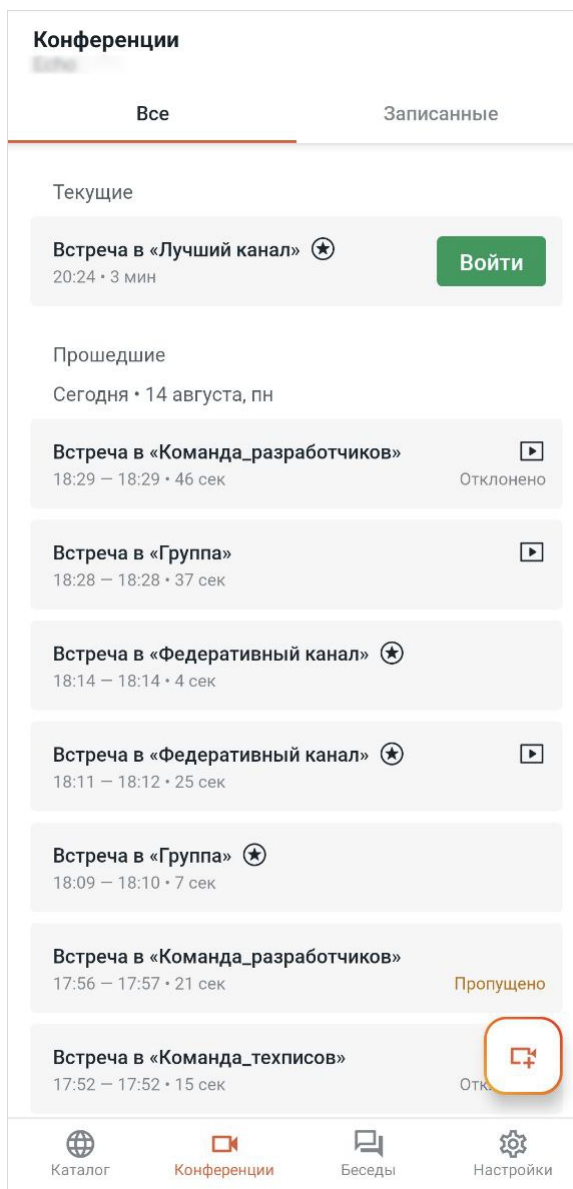 Конференции
Все
Записанные
Текущие
Встреча в «Лучший канал»
20:24 • 3 мин
Войти
Прошедшие
Сегодня • 14 августа, пн
Встреча в «Команда_разработчиков»
18:29 — 18:29 • 46 сек
Отклонено
Встреча в «Группа»
18:28 — 18:28 • 37 сек
Встреча в «Федеративный канал»
18:14 — 18:14 • 4 сек
Встреча в «Федеративный канал»
18:11 — 18:12 • 25 сек
Встреча в «Группа»
18:09 — 18:10 • 7 сек
Встреча в «Команда_разработчиков»
17:56 — 17:57 • 21 сек
Пропущено
Встреча в «Команда_техписов»
17:52 — 17:52 • 15 сек
Каталог
Конференции
Беседы
Настройки